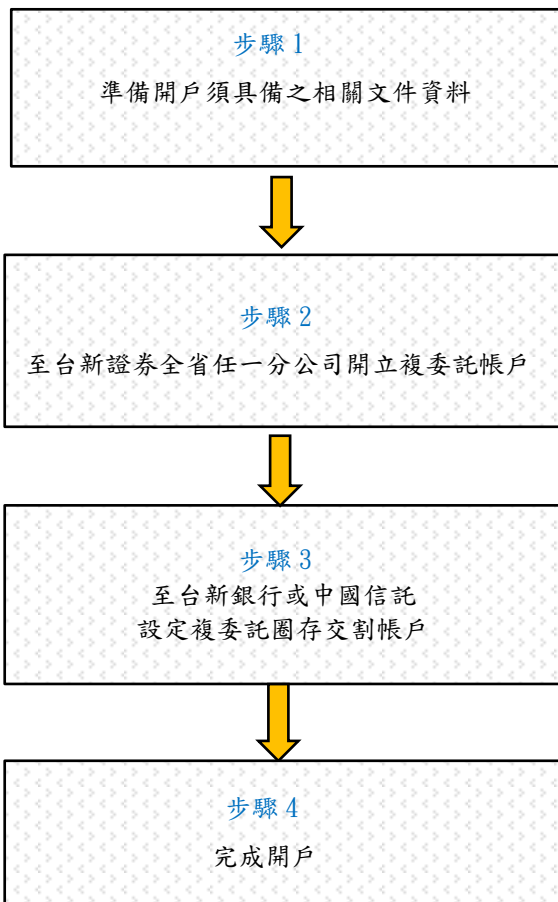 步驟 1
準備開戶須具備之相關文件資料
步驟 2
至台新證券全省任一分公司開立複委託帳戶
步驟 3
至台新銀行或中國信託
設定複委託圈存交割帳戶
步驟 4
完成開戶